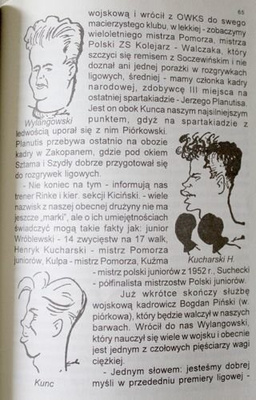 65
wojskową i wrócił z OWKS do swego
macierzystego klubu, w lekkiej - zobaczymy
wieloletniego mistrza Pomorza, mistrza
Polski ZS Kolejarz - Walczaka, który
szczyci się remisem z Soczewińskim i nie
doznał ani jednej porażki w rozgrywkach
ligowych, średniej - mamy członka kadry
narodowej, zdobywcę III miejsca na
ostatniej spartakiadzie - Jerzego Planutisa.
Jest on obok Kunca naszym najsilniejszym
punktem, gdyż na spartakiadzie z
Wylangowski
ledwością uporał się z nim Piórkowski.
Planutis przebywa ostatnio na obozie
kadry w Zakopanem, gdzie pod okiem
Sztama i Szydły dobrze przygotował się
do rozgrywek ligowych.
- Nie koniec na tym - informują nas
trener Rinke i kier. sekcji Kiciński - wiele
nazwisk z naszej obecnej drużyny nie ma
jeszcze „marki", ale o ich umiejętnościach
świadczyć mogą takie fakty jak: junior
Wróblewski - 14 zwycięstw na 17 walk,
Henryk Kucharski - mistrz Pomorza
juniorów, Kulpa - mistrz Pomorza, Kuźma
Kucharski H.
- mistrz polski juniorów z 1952 r., Suchecki
- półfinalista mistrzostw Polski juniorów.
Już wkrótce skończy służbę
wojskową kadrowicz Bogdan Piński (w.
piórkowa), który będzie walczył w naszych
barwach. Wrócił do nas Wylangowski,
który nauczył się wiele w wojsku i obecnie
jest jednym z czołowych pięściarzy wagi
ciężkiej.
Kunc
- Jednym słowem: jesteśmy dobrej
myśli w przededniu premiery ligowej -